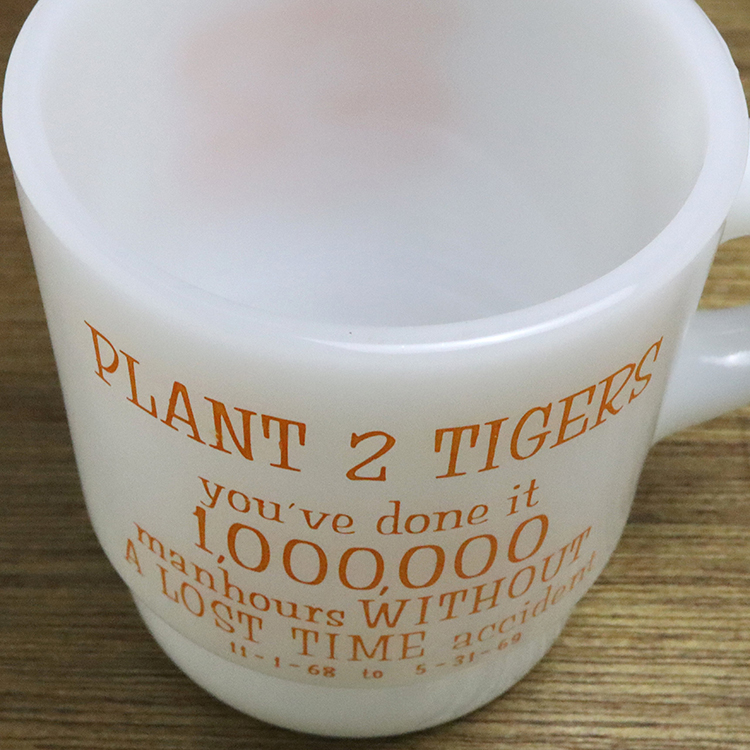 PLANT 2 TIGERS
you've done it
1,000,000
manhours WITHOUT
A LOST TIME accident
11-1-68 to 5-31-69